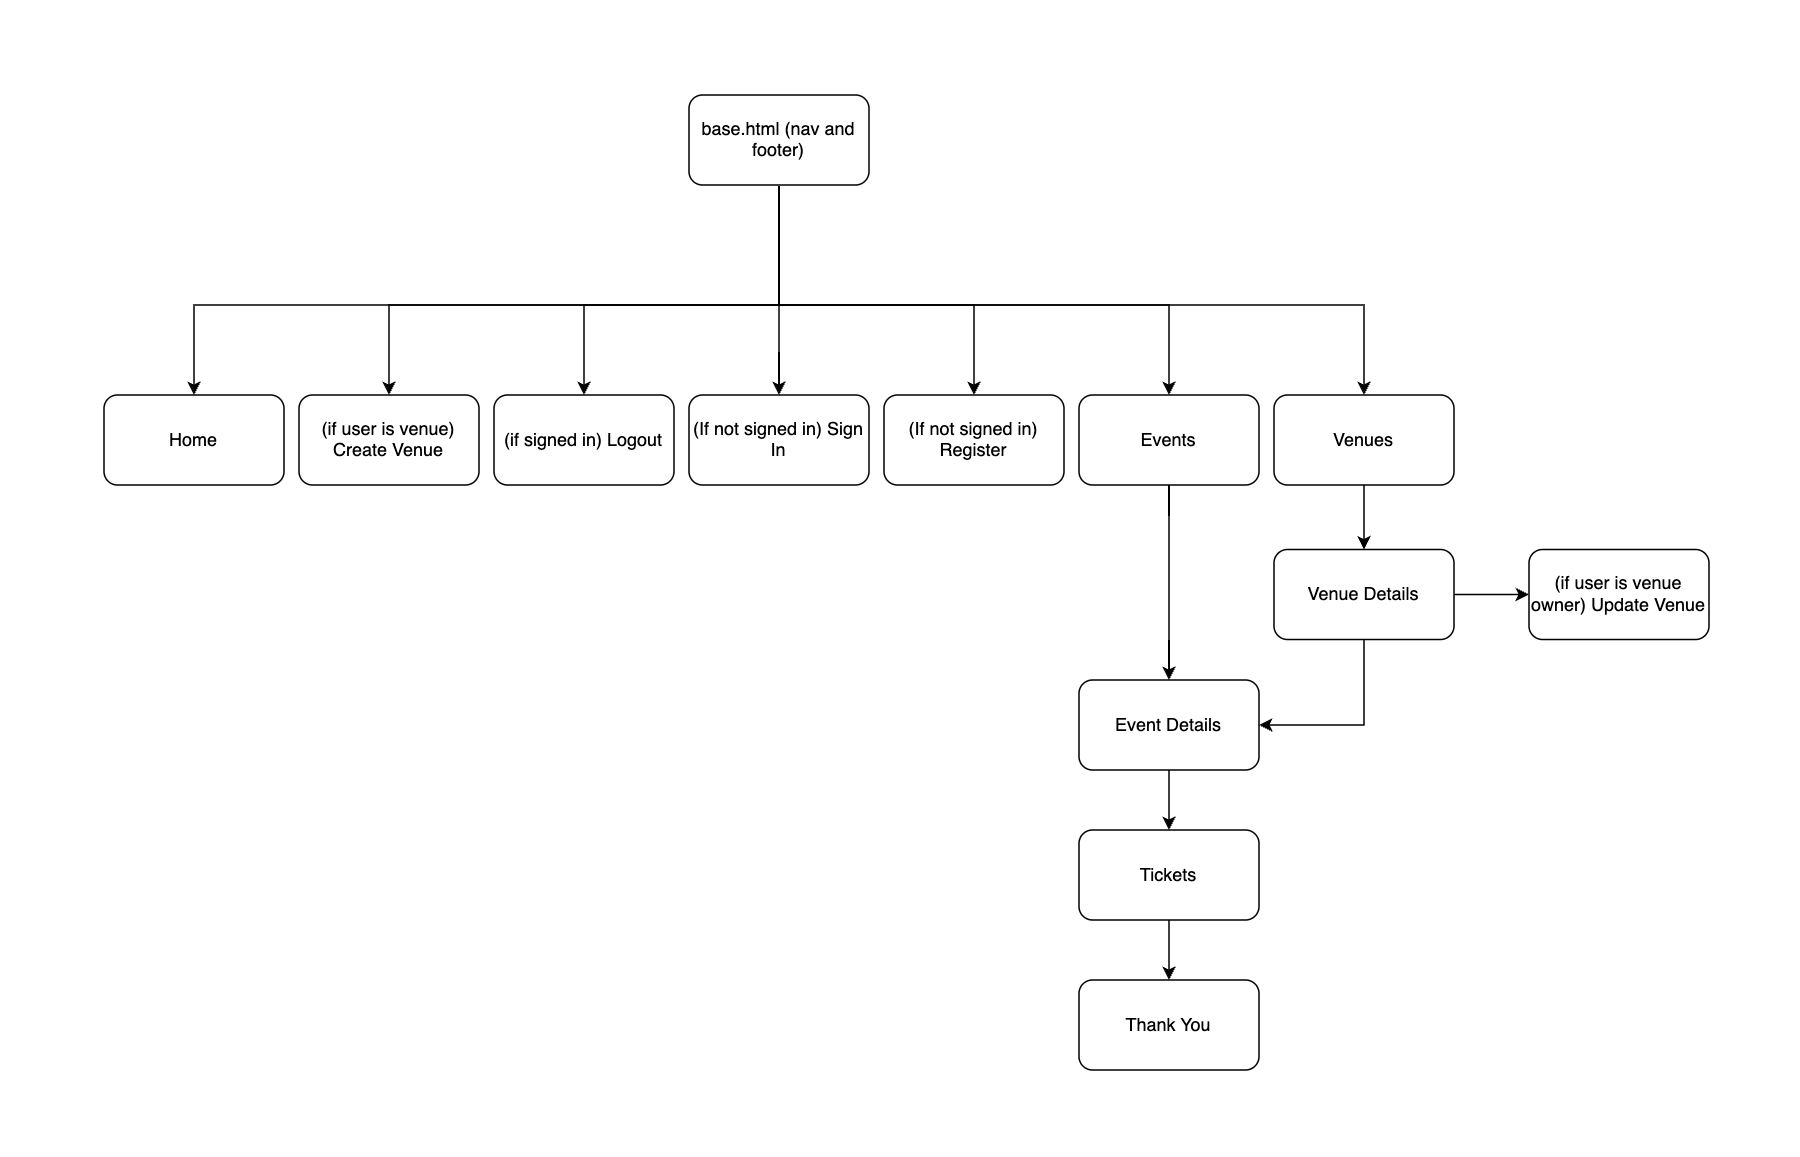 base.html (nav and
footer)
Home
(if user is venue)
Create Venue
(if signed in) Logout
(If not signed in) Sign
In
(If not signed in)
Register
Events
Venues
Venue Details
(if user is venue
owner) Update Venue
Event Details
Tickets
Thank You